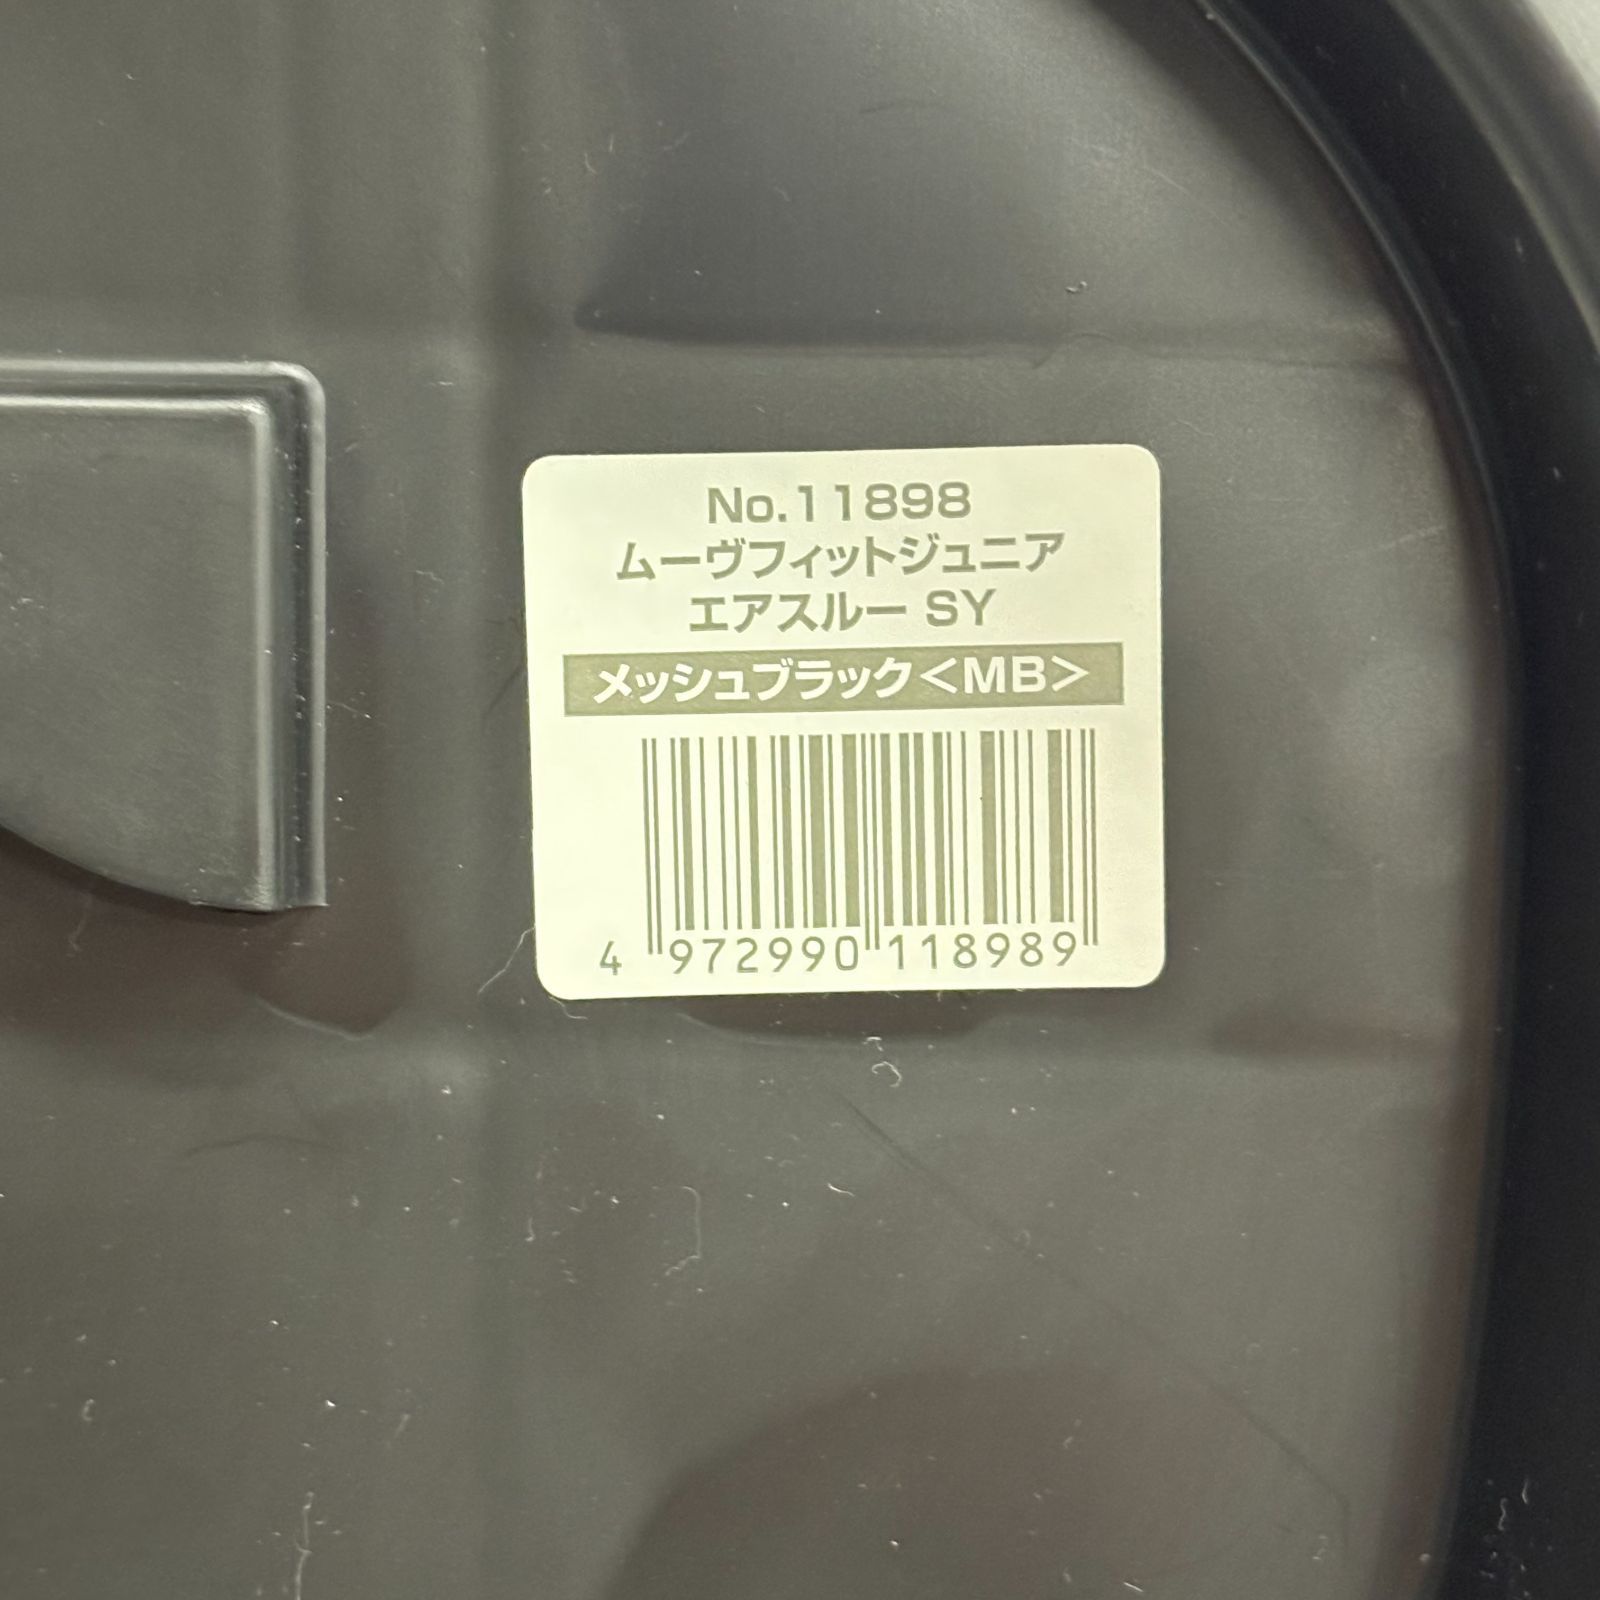 No.11898
ムーヴフィットジュニア
エアスルー SY
メッシュブラック<MB>
4 972990 118989